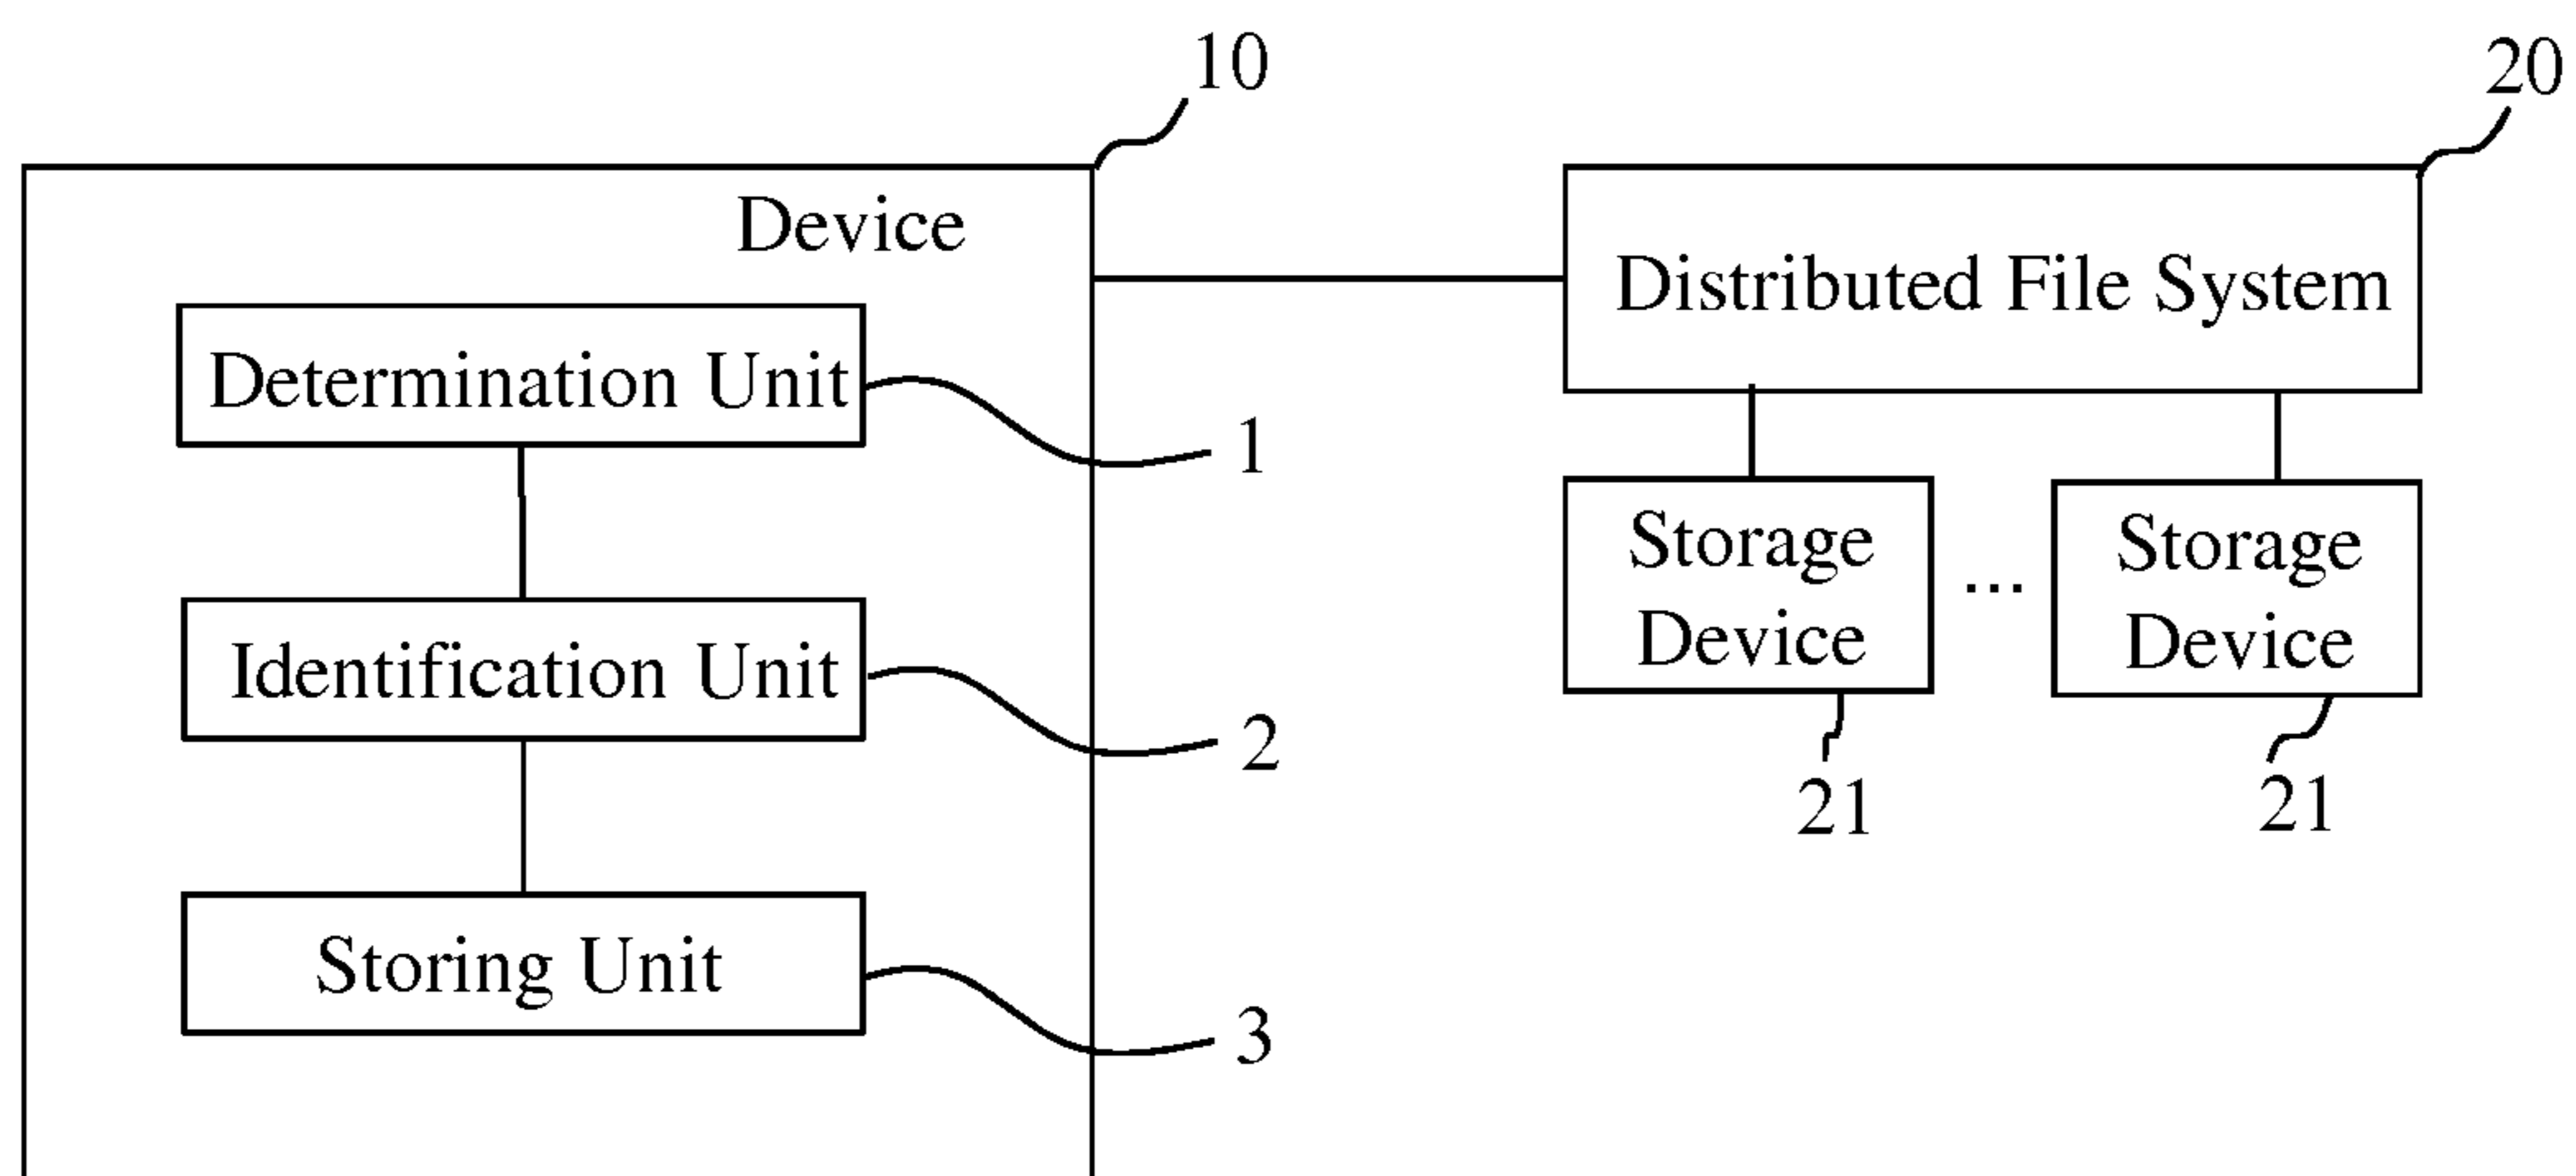 10
20
Device
Distributed File System
Determination Unit
1
Storage
Device
...
Storage
Device
Identification Unit
2
21
21
Storing Unit
3